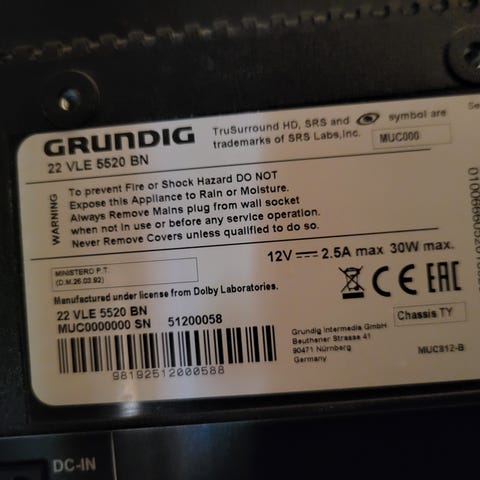 GRUNDIG
22 VLE 5520 BN
TruSurround HD, SRS and symbol are
trademarks of SRS Labs,Inc.
MUC000
Se
WARNING
To prevent Fire or Shock Hazard DO NOT
Expose this Appliance to Rain or Moisture.
Always Remove Mains plug from wall socket
when not in use or before any service operation.
Never Remove Covers unless qualified to do so.
12V 2.5A max 30W max.
MINISTERO P.T.
(D.M.26.03.92)
Manufactured under license from Dolby Laboratories.
22 VLE 5520 BN
MUC0000000 SN 51200058
98192512000588
CE EAC
Chassis TY
Grundig Intermedia GmbH
Beuthener Strasse 41
90471 Nürnberg
Germany
MUC812-B
DC-IN